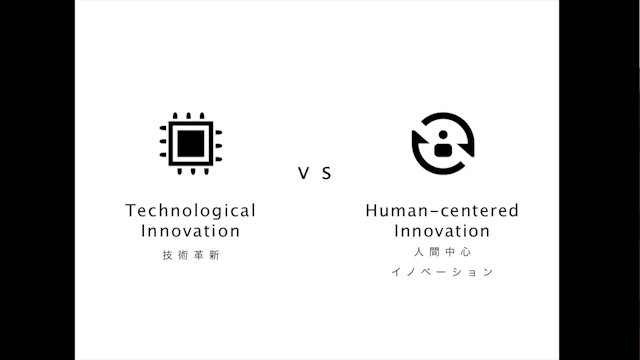 Technological
Innovation
技術革新
vs
Human-centered
Innovation
人間中心
イノベーション